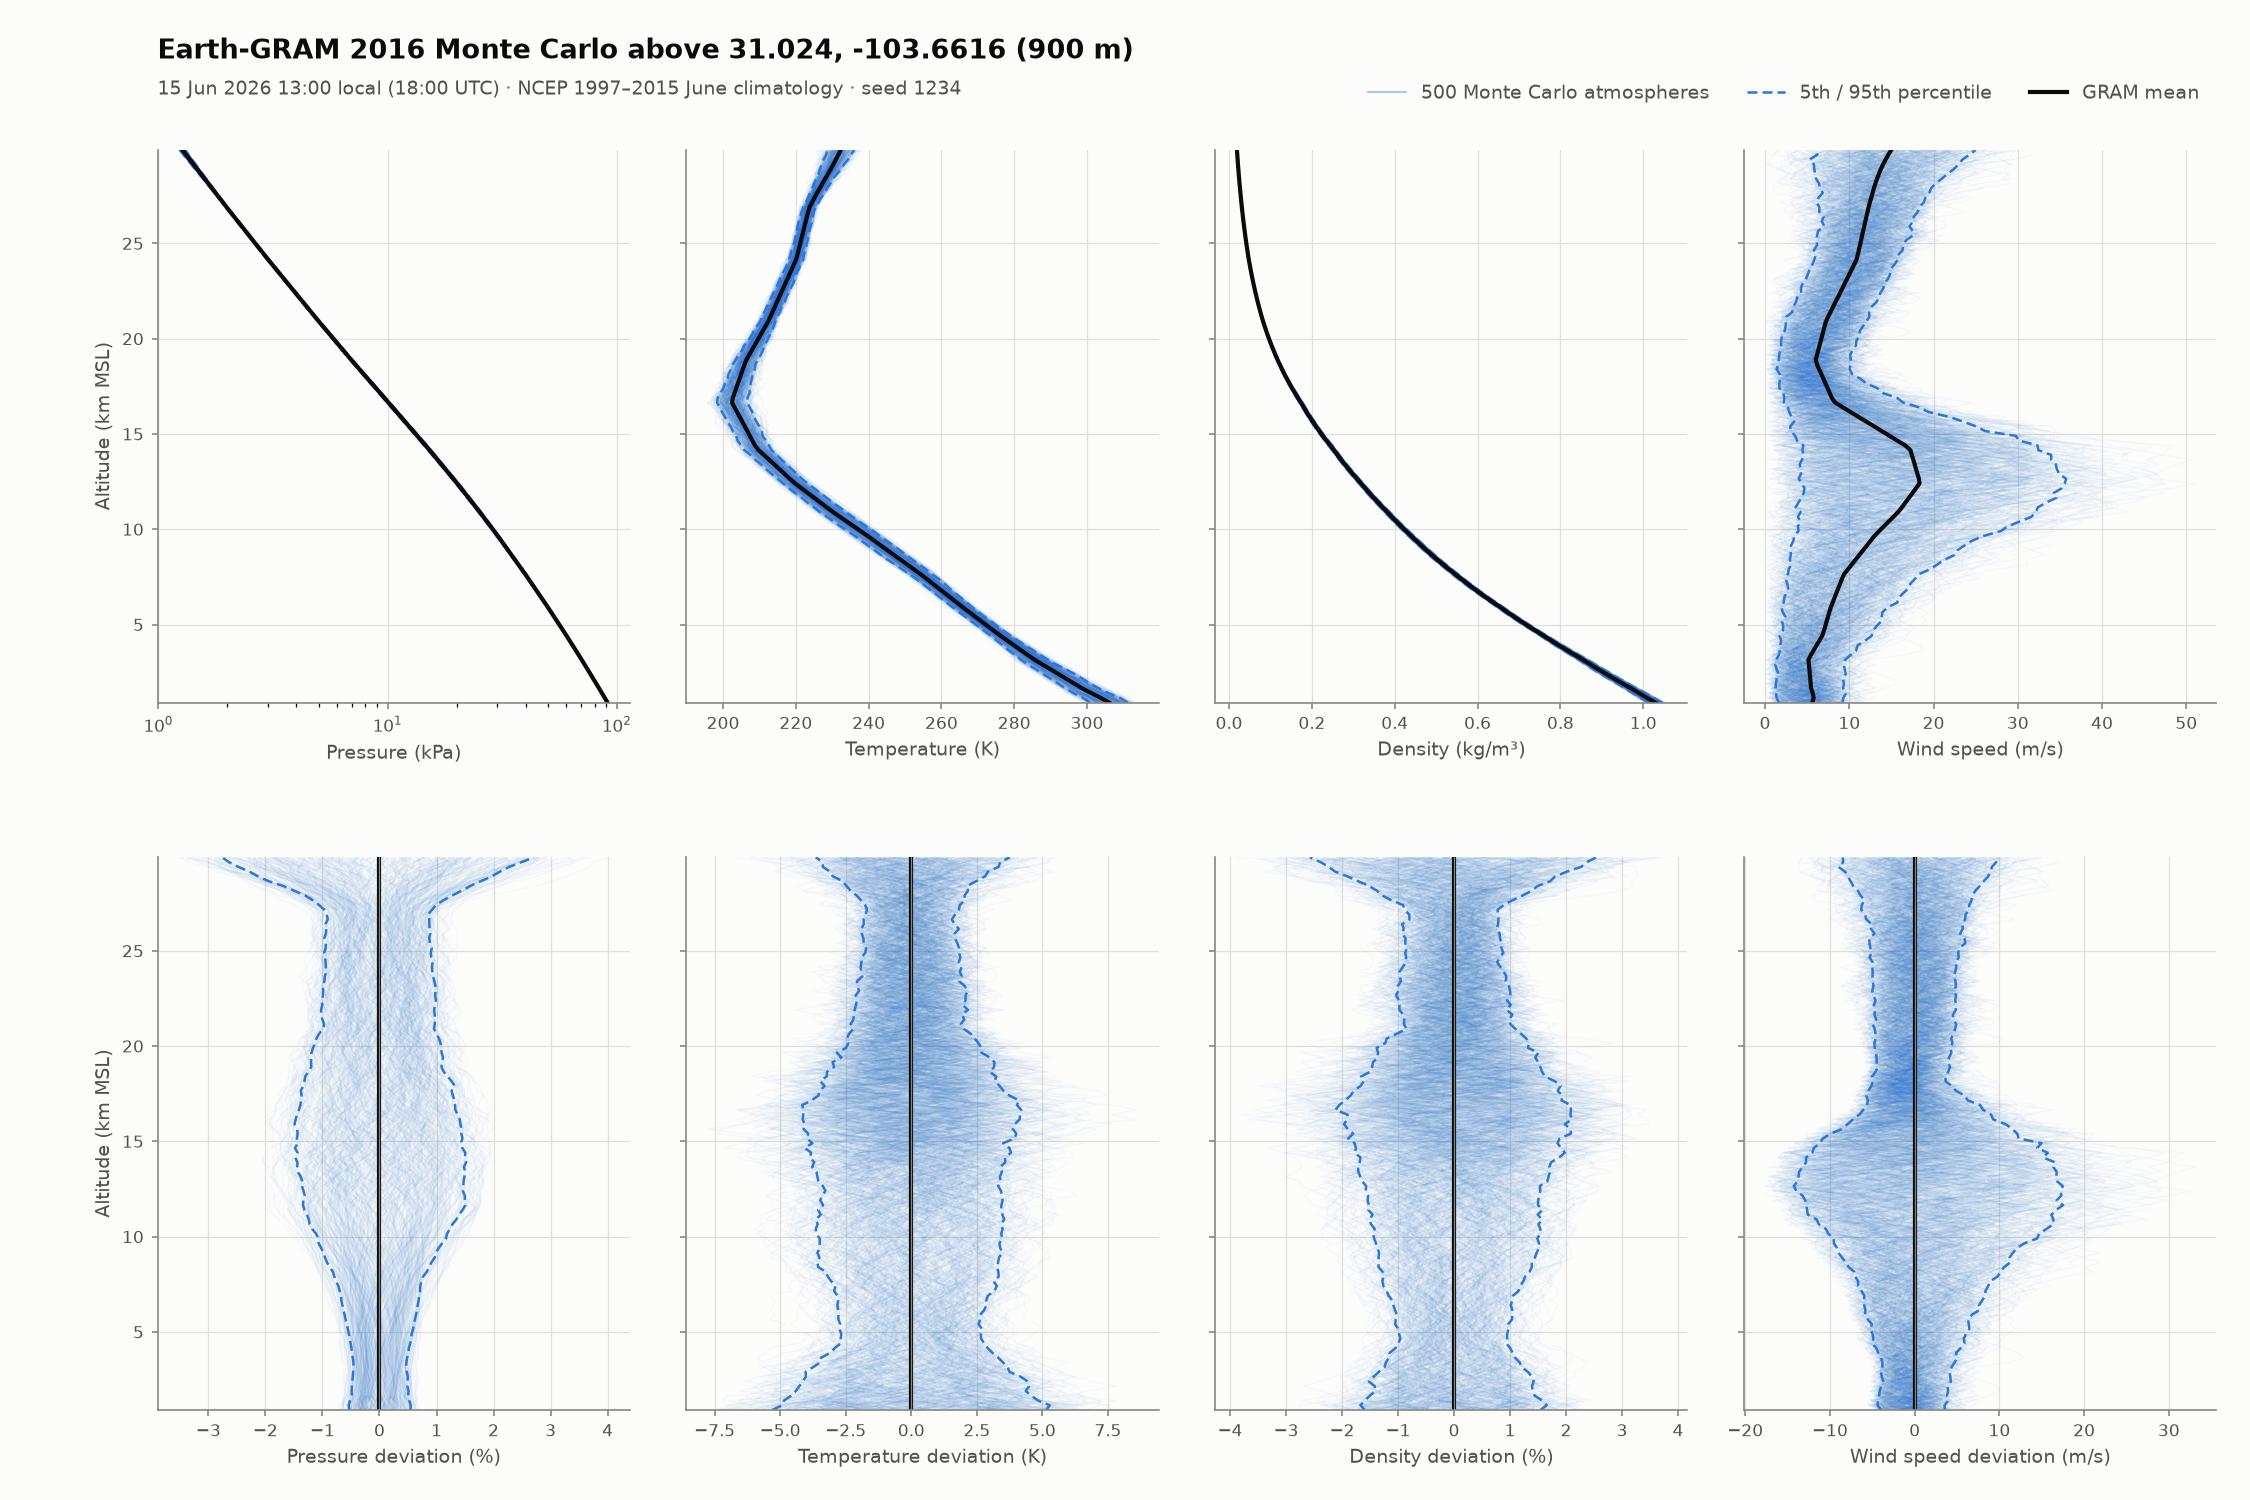 Earth-GRAM 2016 Monte Carlo above 31.024, -103.6616 (900 m)
15 Jun 2026 13:00 local (18:00 UTC) · NCEP 1997–2015 June climatology · seed 1234
500 Monte Carlo atmospheres 5th / 95th percentile GRAM mean
Altitude (km MSL)
25
20
15
10
5
10⁰ 10¹ 10²
Pressure (kPa)
200 220 240 260 280 300
Temperature (K)
0.0 0.2 0.4 0.6 0.8 1.0
Density (kg/m³)
0 10 20 30 40 50
Wind speed (m/s)
Altitude (km MSL)
25
20
15
10
5
−3 −2 −1 0 1 2 3 4
Pressure deviation (%)
−7.5 −5.0 −2.5 0.0 2.5 5.0 7.5
Temperature deviation (K)
−4 −3 −2 −1 0 1 2 3 4
Density deviation (%)
−20 −10 0 10 20 30
Wind speed deviation (m/s)